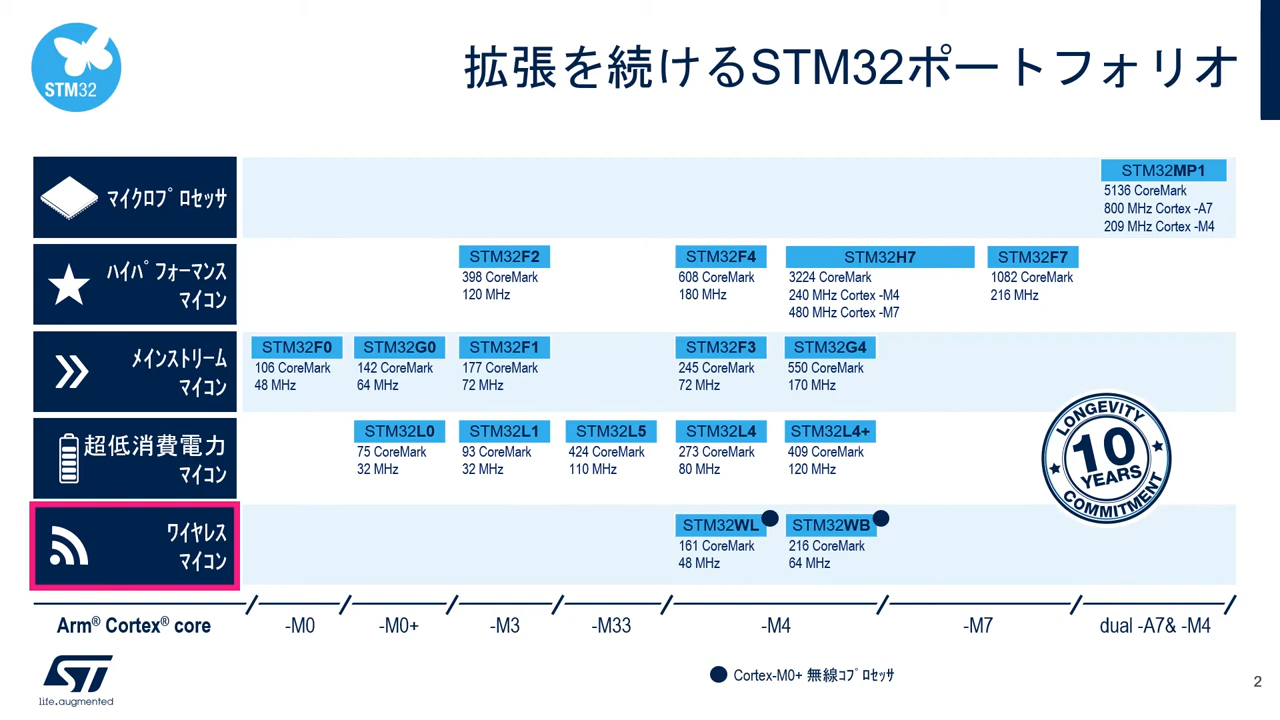 STM32
拡張を続けるSTM32ポートフォリオ
マイクロプロセッサ
STM32MP1
5136 CoreMark
800 MHz Cortex -A7
209 MHz Cortex -M4
ハイパフォーマンス
マイコン
STM32F2
398 CoreMark
120 MHz
STM32F4
608 CoreMark
180 MHz
STM32H7
3224 CoreMark
240 MHz Cortex -M4
480 MHz Cortex -M7
STM32F7
1082 CoreMark
216 MHz
メインストリーム
マイコン
STM32F0
106 CoreMark
48 MHz
STM32G0
142 CoreMark
64 MHz
STM32F1
177 CoreMark
72 MHz
STM32F3
245 CoreMark
72 MHz
STM32G4
550 CoreMark
170 MHz
超低消費電力
マイコン
STM32L0
75 CoreMark
32 MHz
STM32L1
93 CoreMark
32 MHz
STM32L5
424 CoreMark
110 MHz
STM32L4
273 CoreMark
80 MHz
STM32L4+
409 CoreMark
120 MHz
LONGEVITY
10
YEARS
COMMITMENT
ワイヤレス
マイコン
STM32WL
161 CoreMark
48 MHz
STM32WB
216 CoreMark
64 MHz
Arm® Cortex® core
-M0
-M0+
-M3
-M33
-M4
-M7
dual -A7& -M4
ST
life.augmented
Cortex-M0+ 無線コプロセッサ
2